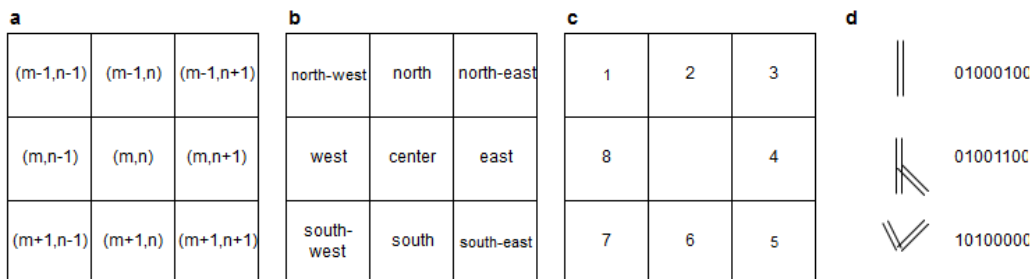 a b c d
(m-1,n-1) (m-1,n) (m-1,n+1)
north-west north north-east
1 2 3
01000100
(m,n-1) (m,n) (m,n+1)
west center east
8 4
01001100
(m+1,n-1) (m+1,n) (m+1,n+1)
south-
west south south-east
7 6 5
10100000